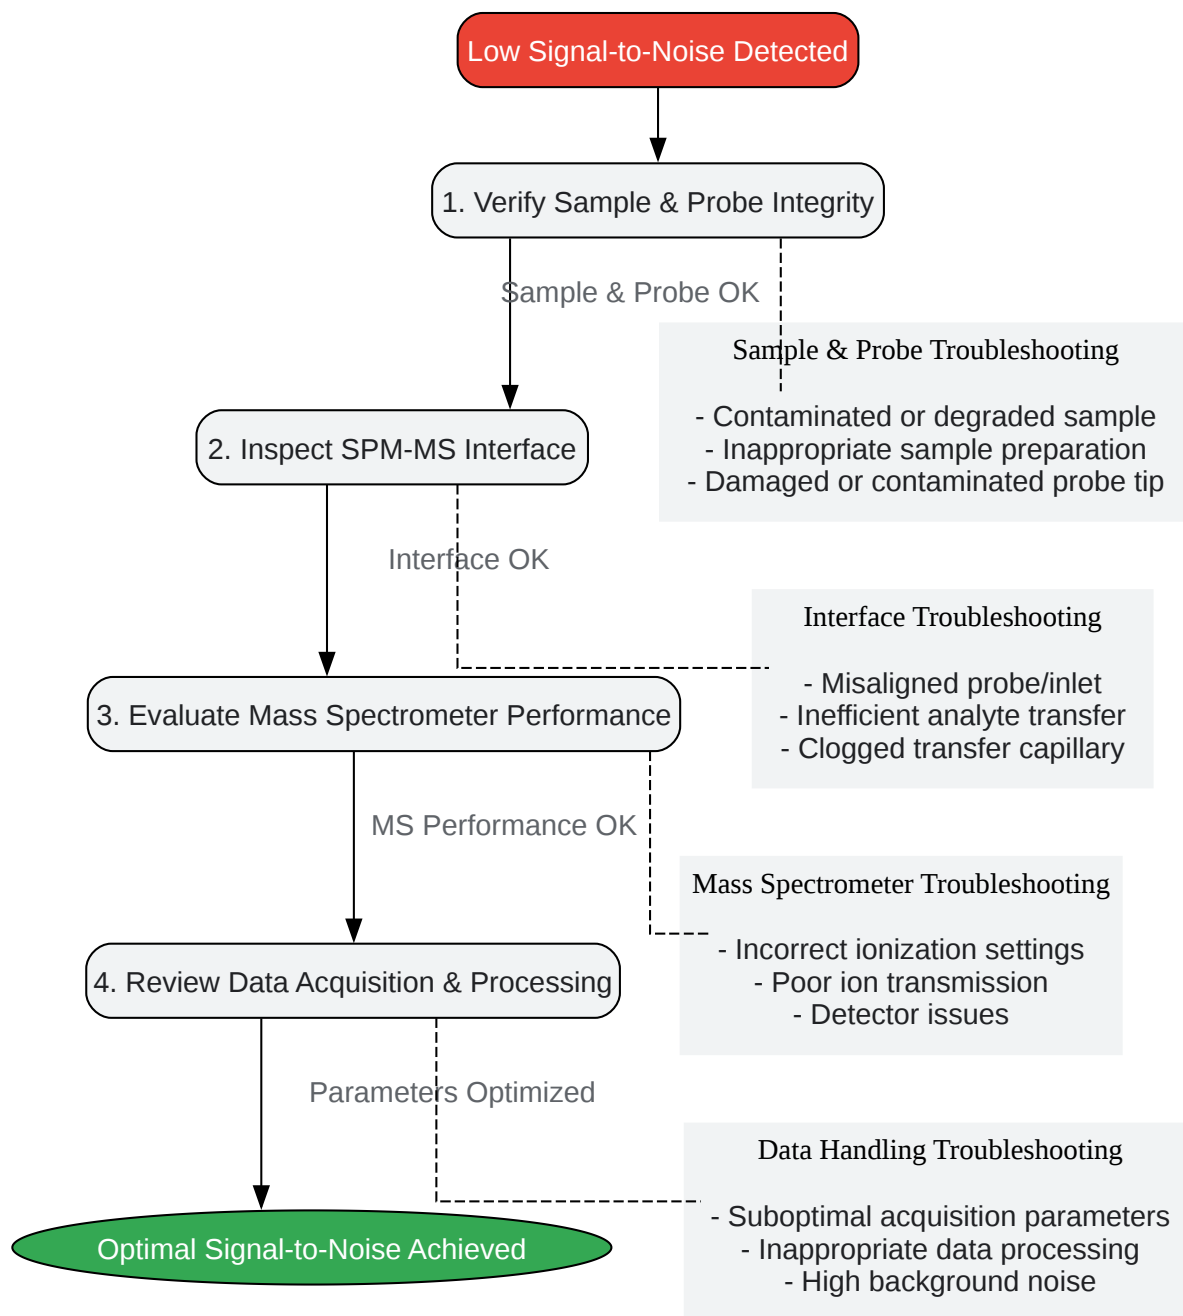 Low Signal-to-Noise Detected
1. Verify Sample & Probe Integrity
Sample & Probe OK
Sample & Probe Troubleshooting
- Contaminated or degraded sample
- Inappropriate sample preparation
- Damaged or contaminated probe tip
2. Inspect SPM-MS Interface
Interface OK
Interface Troubleshooting
- Misaligned probe/inlet
- Inefficient analyte transfer
- Clogged transfer capillary
3. Evaluate Mass Spectrometer Performance
MS Performance OK
Mass Spectrometer Troubleshooting
- Incorrect ionization settings
- Poor ion transmission
- Detector issues
4. Review Data Acquisition & Processing
Parameters Optimized
Data Handling Troubleshooting
- Suboptimal acquisition parameters
- Inappropriate data processing
- High background noise
Optimal Signal-to-Noise Achieved